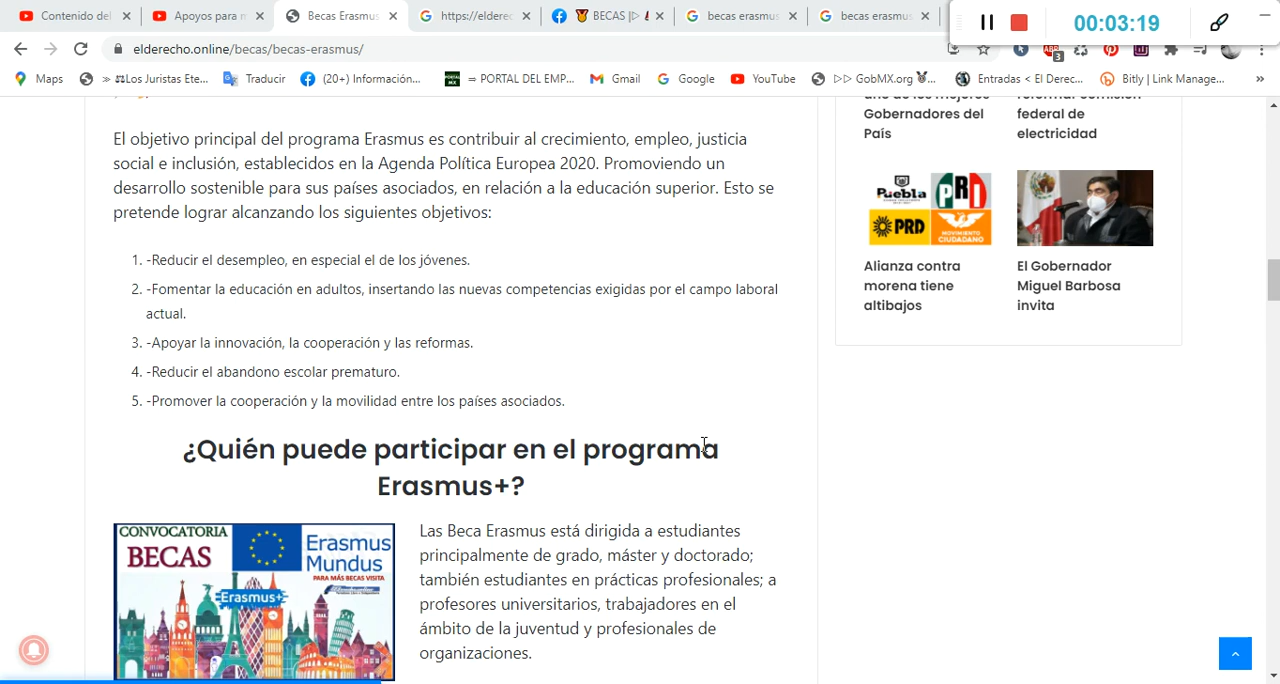 Contenido del
Apoyos para m
Becas Erasmus
https://elderec
BECAS |▷
becas erasmus
becas erasmus
00:03:19
elderecho.online/becas/becas-erasmus/
Maps
» ⚖Los Juristas Ete...
Traducir
(20+) Información...
⇒ PORTAL DEL EMP...
Gmail
Google
YouTube
▷▷ GobMX.org
Entradas < El Derec...
Bitly | Link Manage...
»
Gobernadores del
País
federal de
electricidad
El objetivo principal del programa Erasmus es contribuir al crecimiento, empleo, justicia
social e inclusión, establecidos en la Agenda Política Europea 2020. Promoviendo un
desarrollo sostenible para sus países asociados, en relación a la educación superior. Esto se
pretende lograr alcanzando los siguientes objetivos:
1. -Reducir el desempleo, en especial el de los jóvenes.
2. -Fomentar la educación en adultos, insertando las nuevas competencias exigidas por el campo laboral
actual.
3. -Apoyar la innovación, la cooperación y las reformas.
4. -Reducir el abandono escolar prematuro.
5. -Promover la cooperación y la movilidad entre los países asociados.
Puebla
PRI
PRD
MOVIMIENTO
CIUDADANO
Alianza contra
morena tiene
altibajos
El Gobernador
Miguel Barbosa
invita
¿Quién puede participar en el programa
Erasmus+?
CONVOCATORIA
BECAS
Erasmus
Mundus
PARA MÁS BECAS VISITA
Erasmus+
Las Beca Erasmus está dirigida a estudiantes
principalmente de grado, máster y doctorado;
también estudiantes en prácticas profesionales; a
profesores universitarios, trabajadores en el
ámbito de la juventud y profesionales de
organizaciones.